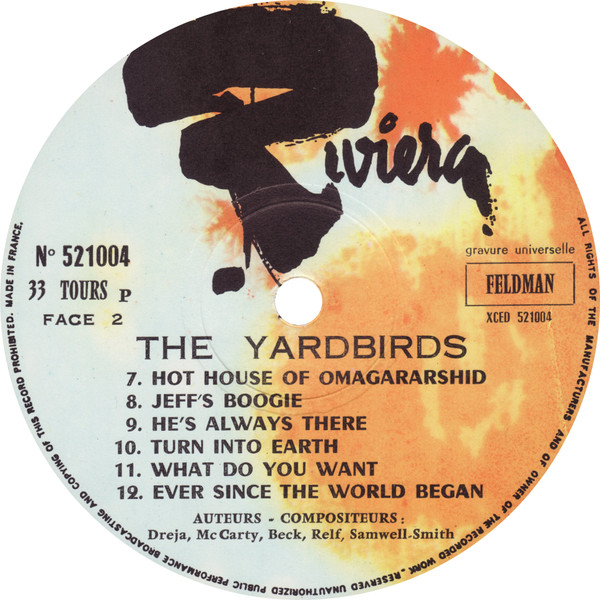 Riviera
Nº 521004
33 TOURS P
FACE 2
gravure universelle
FELDMAN
XCED 521004
THE YARDBIRDS
7. HOT HOUSE OF OMAGARARSHID
8. JEFF'S BOOGIE
9. HE'S ALWAYS THERE
10. TURN INTO EARTH
11. WHAT DO YOU WANT
12. EVER SINCE THE WORLD BEGAN
AUTEURS - COMPOSITEURS :
Dreja, Mc Carty, Beck, Relf, Samwell-Smith
ALL RIGHTS OF THE MANUFACTURERS AND OF OWNER OF THE RECORDED WORK _ RESERVED UNAUTHORIZED PUBLIC PERFORMANCE BROADCASTING AND COPYING OF THIS RECORD PROHIBITED. MADE IN FRANCE.